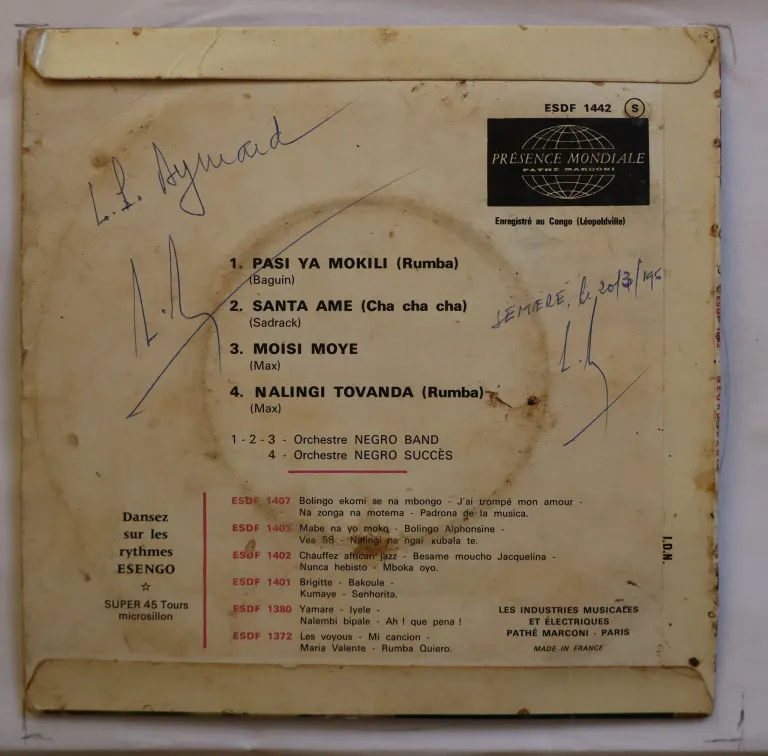 ESDF 1442 S
PRÉSENCE MONDIALE
PATHÉ MARCONI
Enregistré au Congo (Léopoldville)
L. L. Aymard
1. PASI YA MOKILI (Rumba)
(Baguin)
2. SANTA AME (Cha cha cha)
(Sadrack)
3. MOISI MOYE
(Max)
4. NALINGI TOVANDA (Rumba)
(Max)
1 - 2 - 3 - Orchestre NEGRO BAND
4 - Orchestre NEGRO SUCCÈS
Dansez
sur les
rythmes
ESENGO
☆
SUPER 45 Tours
microsillon
ESDF 1407 Bolingo ekomi se na mbongo - J'ai trompé mon amour -
Na zonga na motema - Padrona de la musica.
ESDF Mabe na yo moko - Bolingo Alphonsine -
Vea - na ngai xubala te.
ESDF 1402 Chauffez african jazz - Besame moucho Jacquelina -
Nunca hebisto - Mboka oyo.
ESDF 1401 Brigitte - Bakoule -
Kumaye - Senhorita.
ESDF 1380 Yamare - Iyele -
Nalembi bipale - Ah ! que pena !
ESDF 1372 Les voyous - Mi cancion -
Maria Valente - Rumba Quiero.
LES INDUSTRIES MUSICALES
ET ÉLECTRIQUES
PATHÉ MARCONI - PARIS
MADE IN FRANCE
I.D.N.